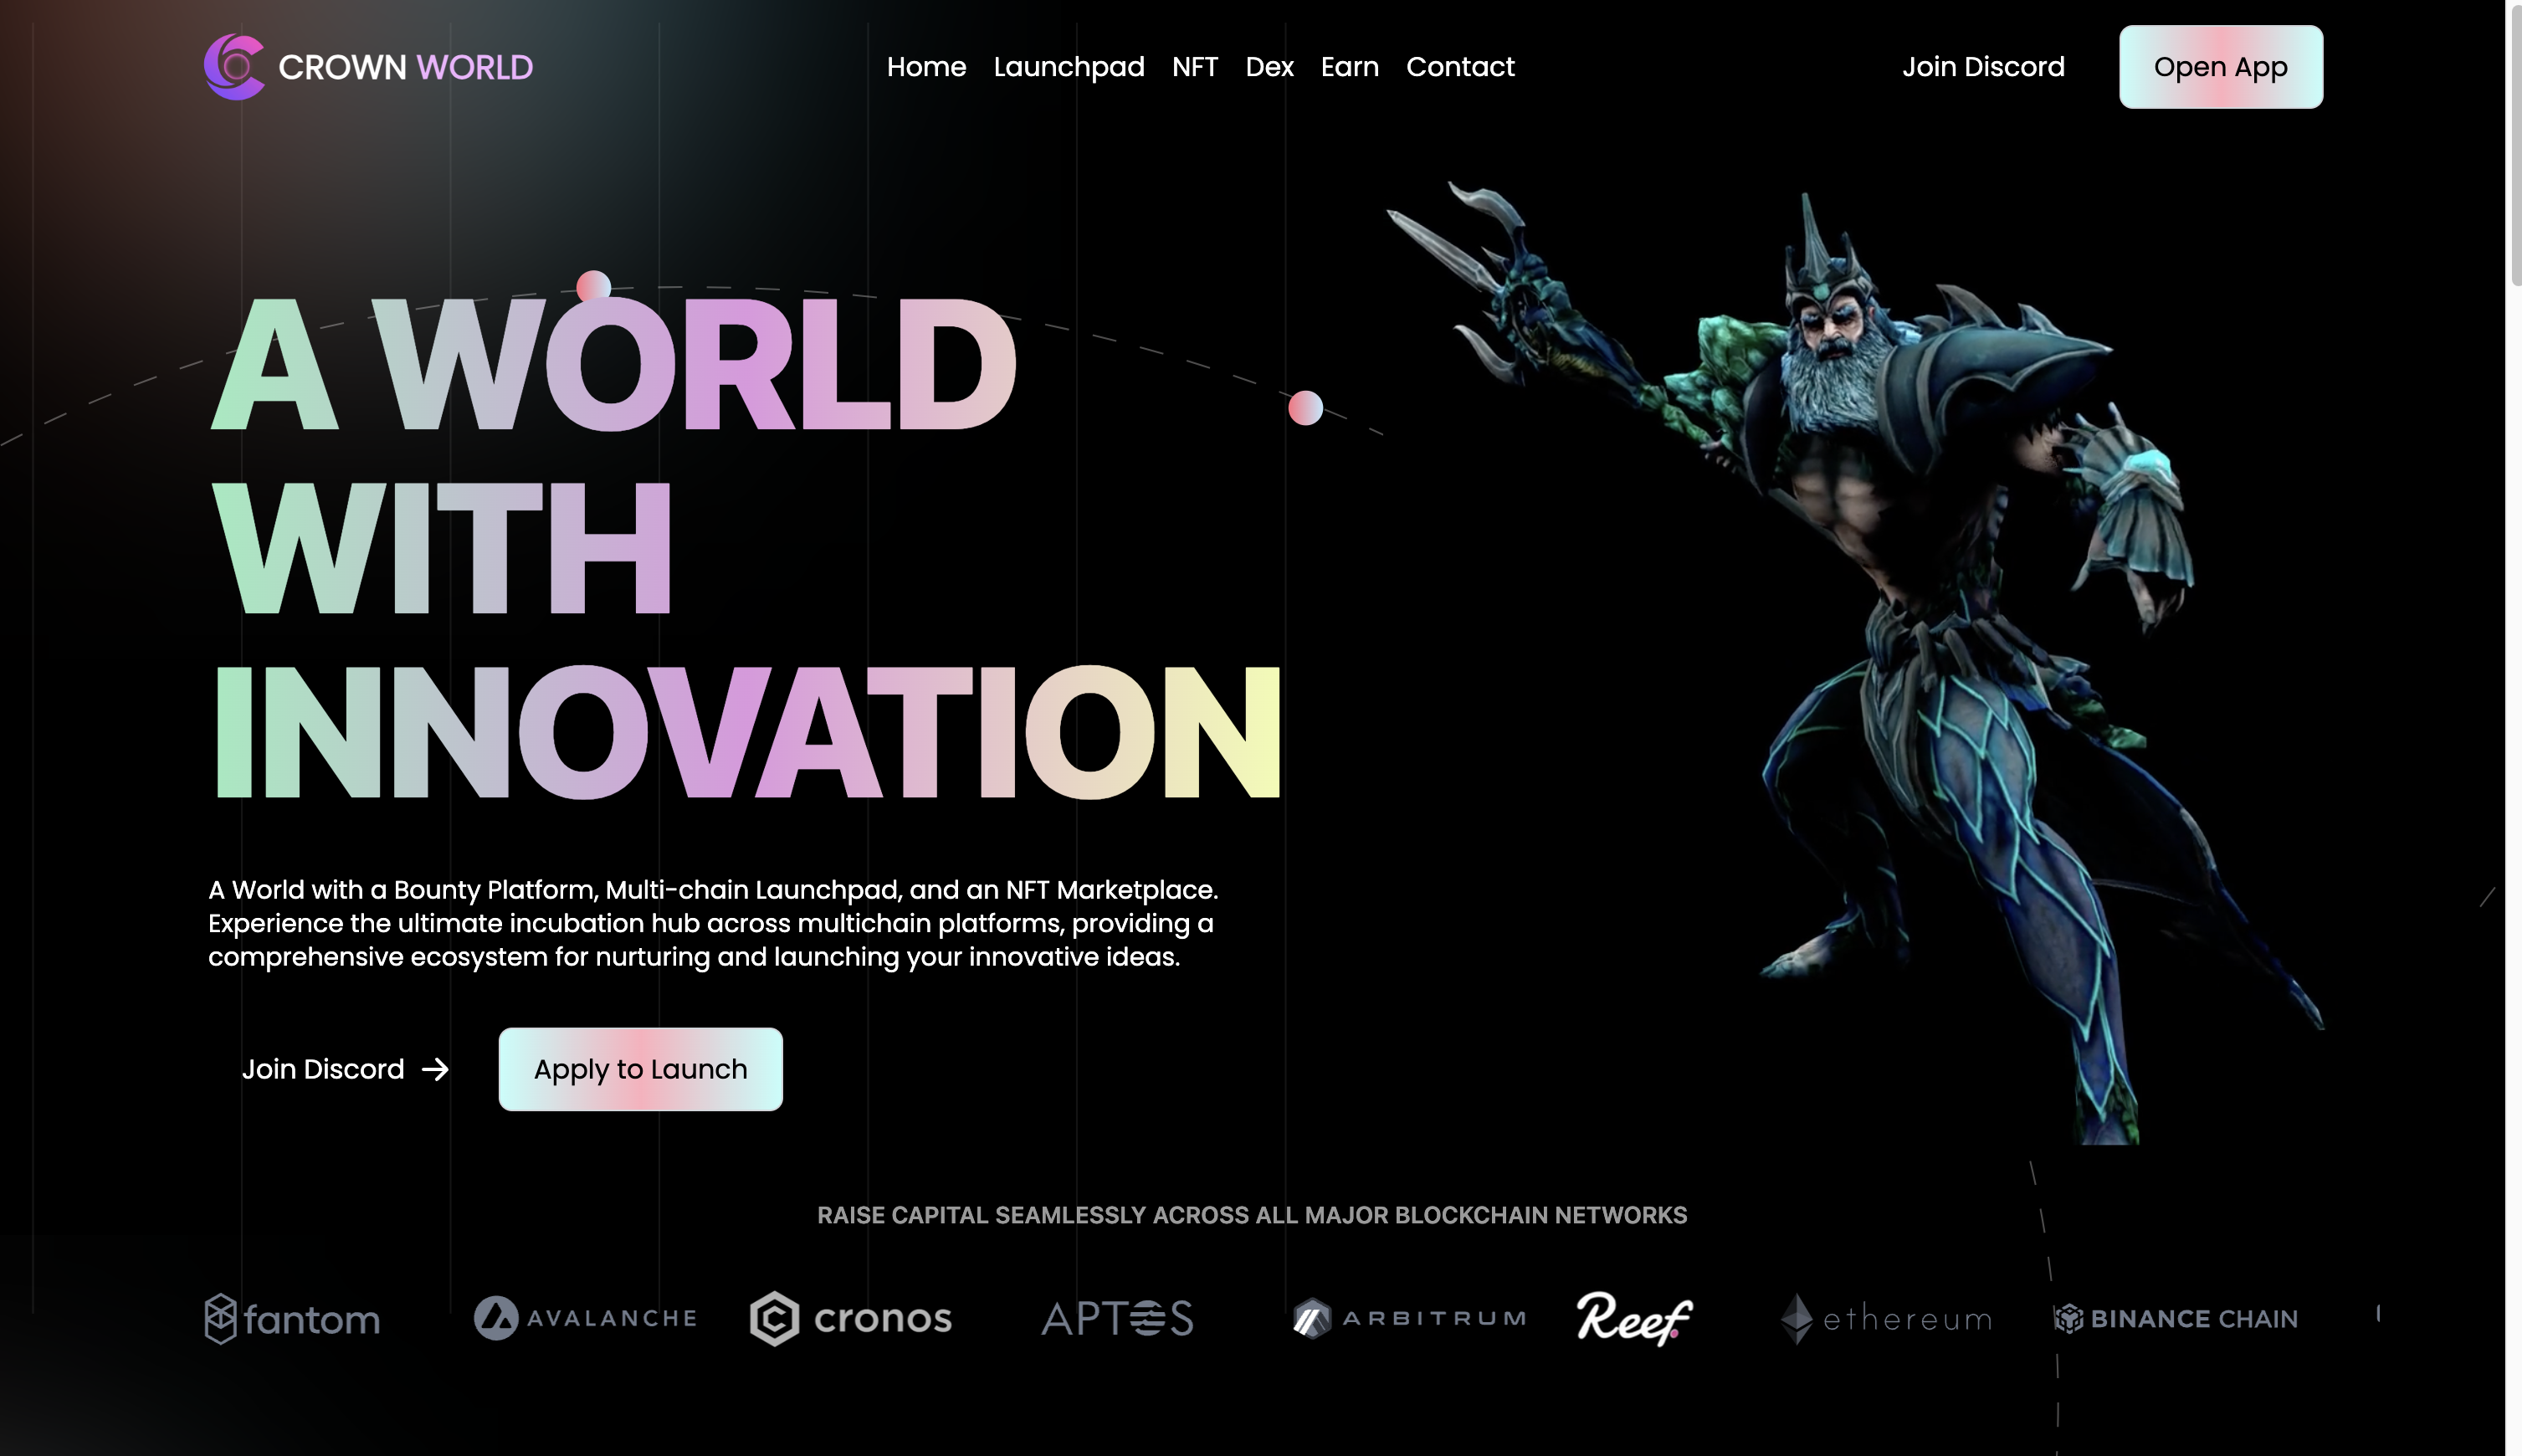 CROWN WORLD
Home Launchpad NFT Dex Earn Contact
Join Discord
Open App
A WORLD
WITH
INNOVATION
A World with a Bounty Platform, Multi-chain Launchpad, and an NFT Marketplace.
Experience the ultimate incubation hub across multichain platforms, providing a
comprehensive ecosystem for nurturing and launching your innovative ideas.
Join Discord →
Apply to Launch
RAISE CAPITAL SEAMLESSLY ACROSS ALL MAJOR BLOCKCHAIN NETWORKS
fantom
AVALANCHE
cronos
APTOS
ARBITRUM
Reef.
ethereum
BINANCE CHAIN